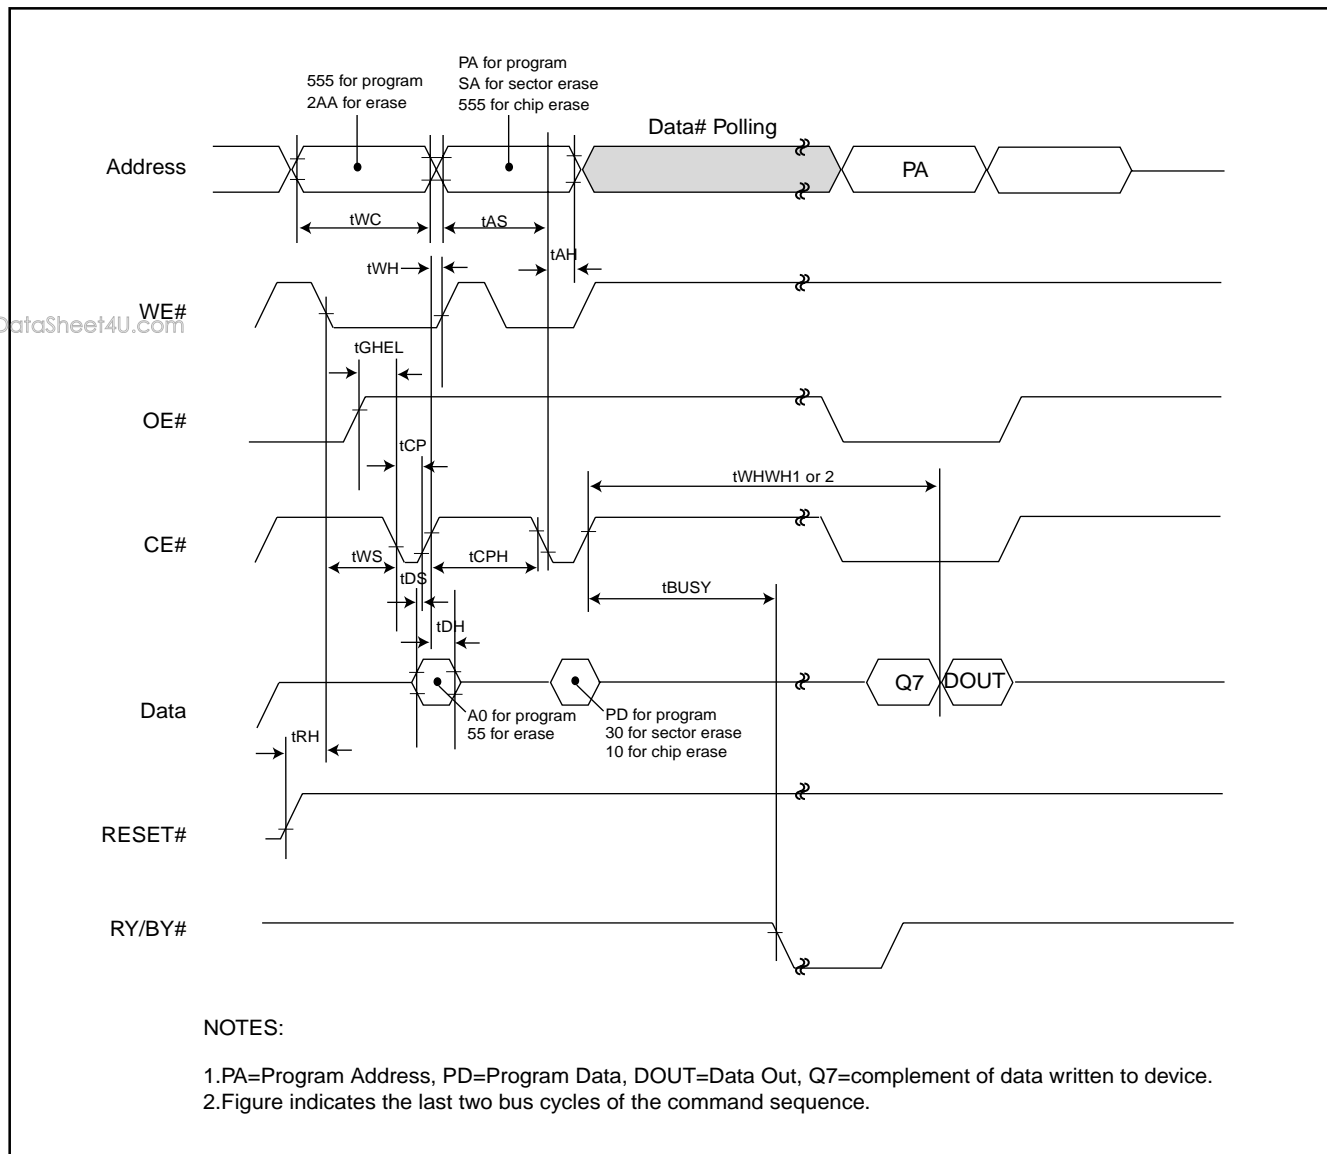 555 for program
2AA for erase
PA for program
SA for sector erase
555 for chip erase
Data# Polling
Address
PA
tWC
tAS
tAH
tWH
WE#
DataSheet4U.com
tGHEL
OE#
tCP
tWHWH1 or 2
CE#
tWS
tCPH
tDS
tBUSY
tDH
Q7
DOUT
Data
A0 for program
55 for erase
PD for program
30 for sector erase
10 for chip erase
tRH
RESET#
RY/BY#
NOTES:
1.PA=Program Address, PD=Program Data, DOUT=Data Out, Q7=complement of data written to device.
2.Figure indicates the last two bus cycles of the command sequence.